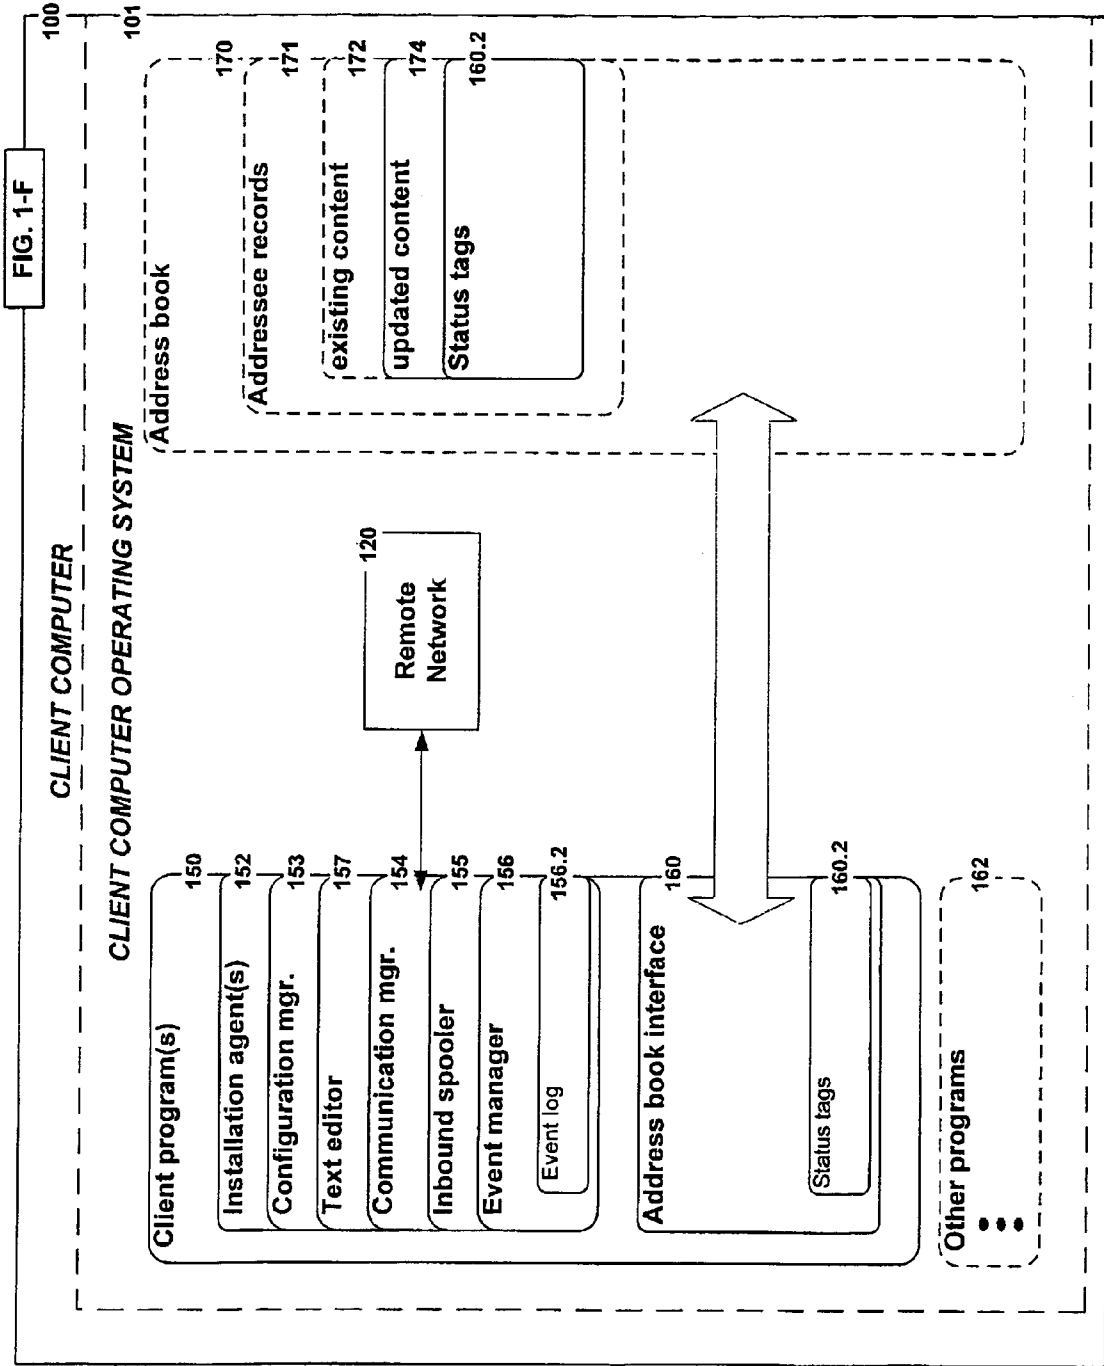 FIG. 1-F
100
CLIENT COMPUTER
101
CLIENT COMPUTER OPERATING SYSTEM
Client program(s)
150
Installation agent(s)
152
Configuration mgr.
153
Text editor
157
Communication mgr.
154
Inbound spooler
155
Event manager
156
Event log
156.2
Address book interface
160
Status tags
160.2
Other programs
162
120
Remote
Network
Address book
170
Addressee records
171
existing content
172
updated content
174
Status tags
160.2